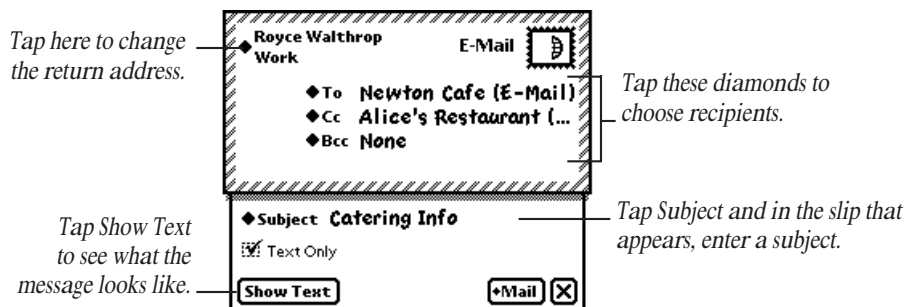 Tap here to change
the return address.
Royce Walthrop
Work
E-Mail
To Newton Cafe (E-Mail)
Cc Alice's Restaurant (...
Bcc None
Tap these diamonds to
choose recipients.
Subject Catering Info
Text Only
Tap Subject and in the slip that
appears, enter a subject.
Tap Show Text
to see what the
message looks like.
Show Text
Mail